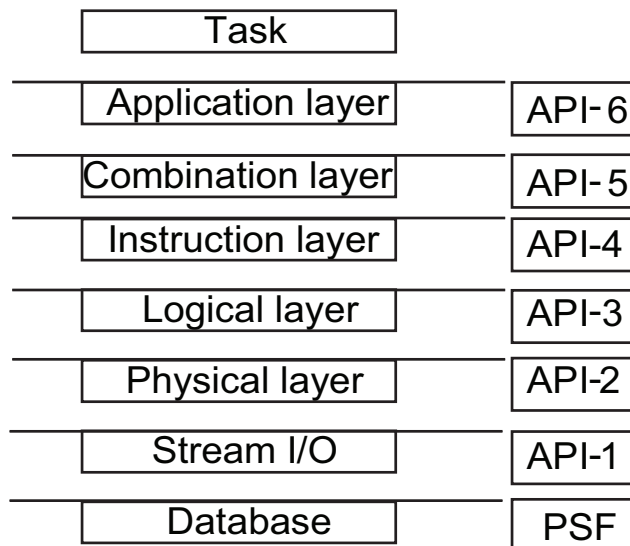 Task
Application layer API-6
Combination layer API-5
Instruction layer API-4
Logical layer API-3
Physical layer API-2
Stream I/O API-1
Database PSF